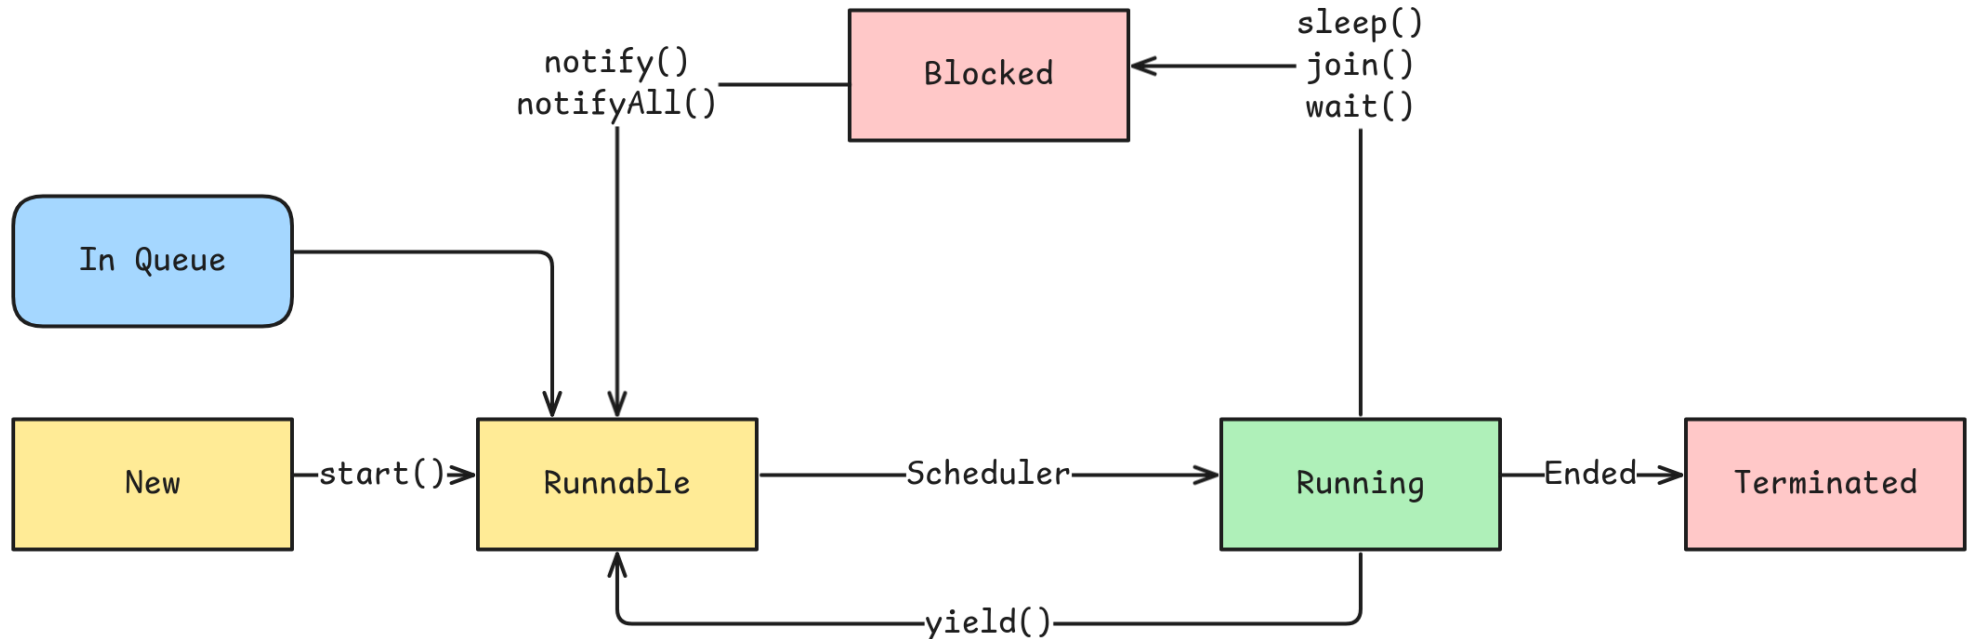 sleep()
join()
wait()
notify()
notifyAll()
Blocked
In Queue
New
start()
Runnable
Scheduler
Running
Ended
Terminated
yield()